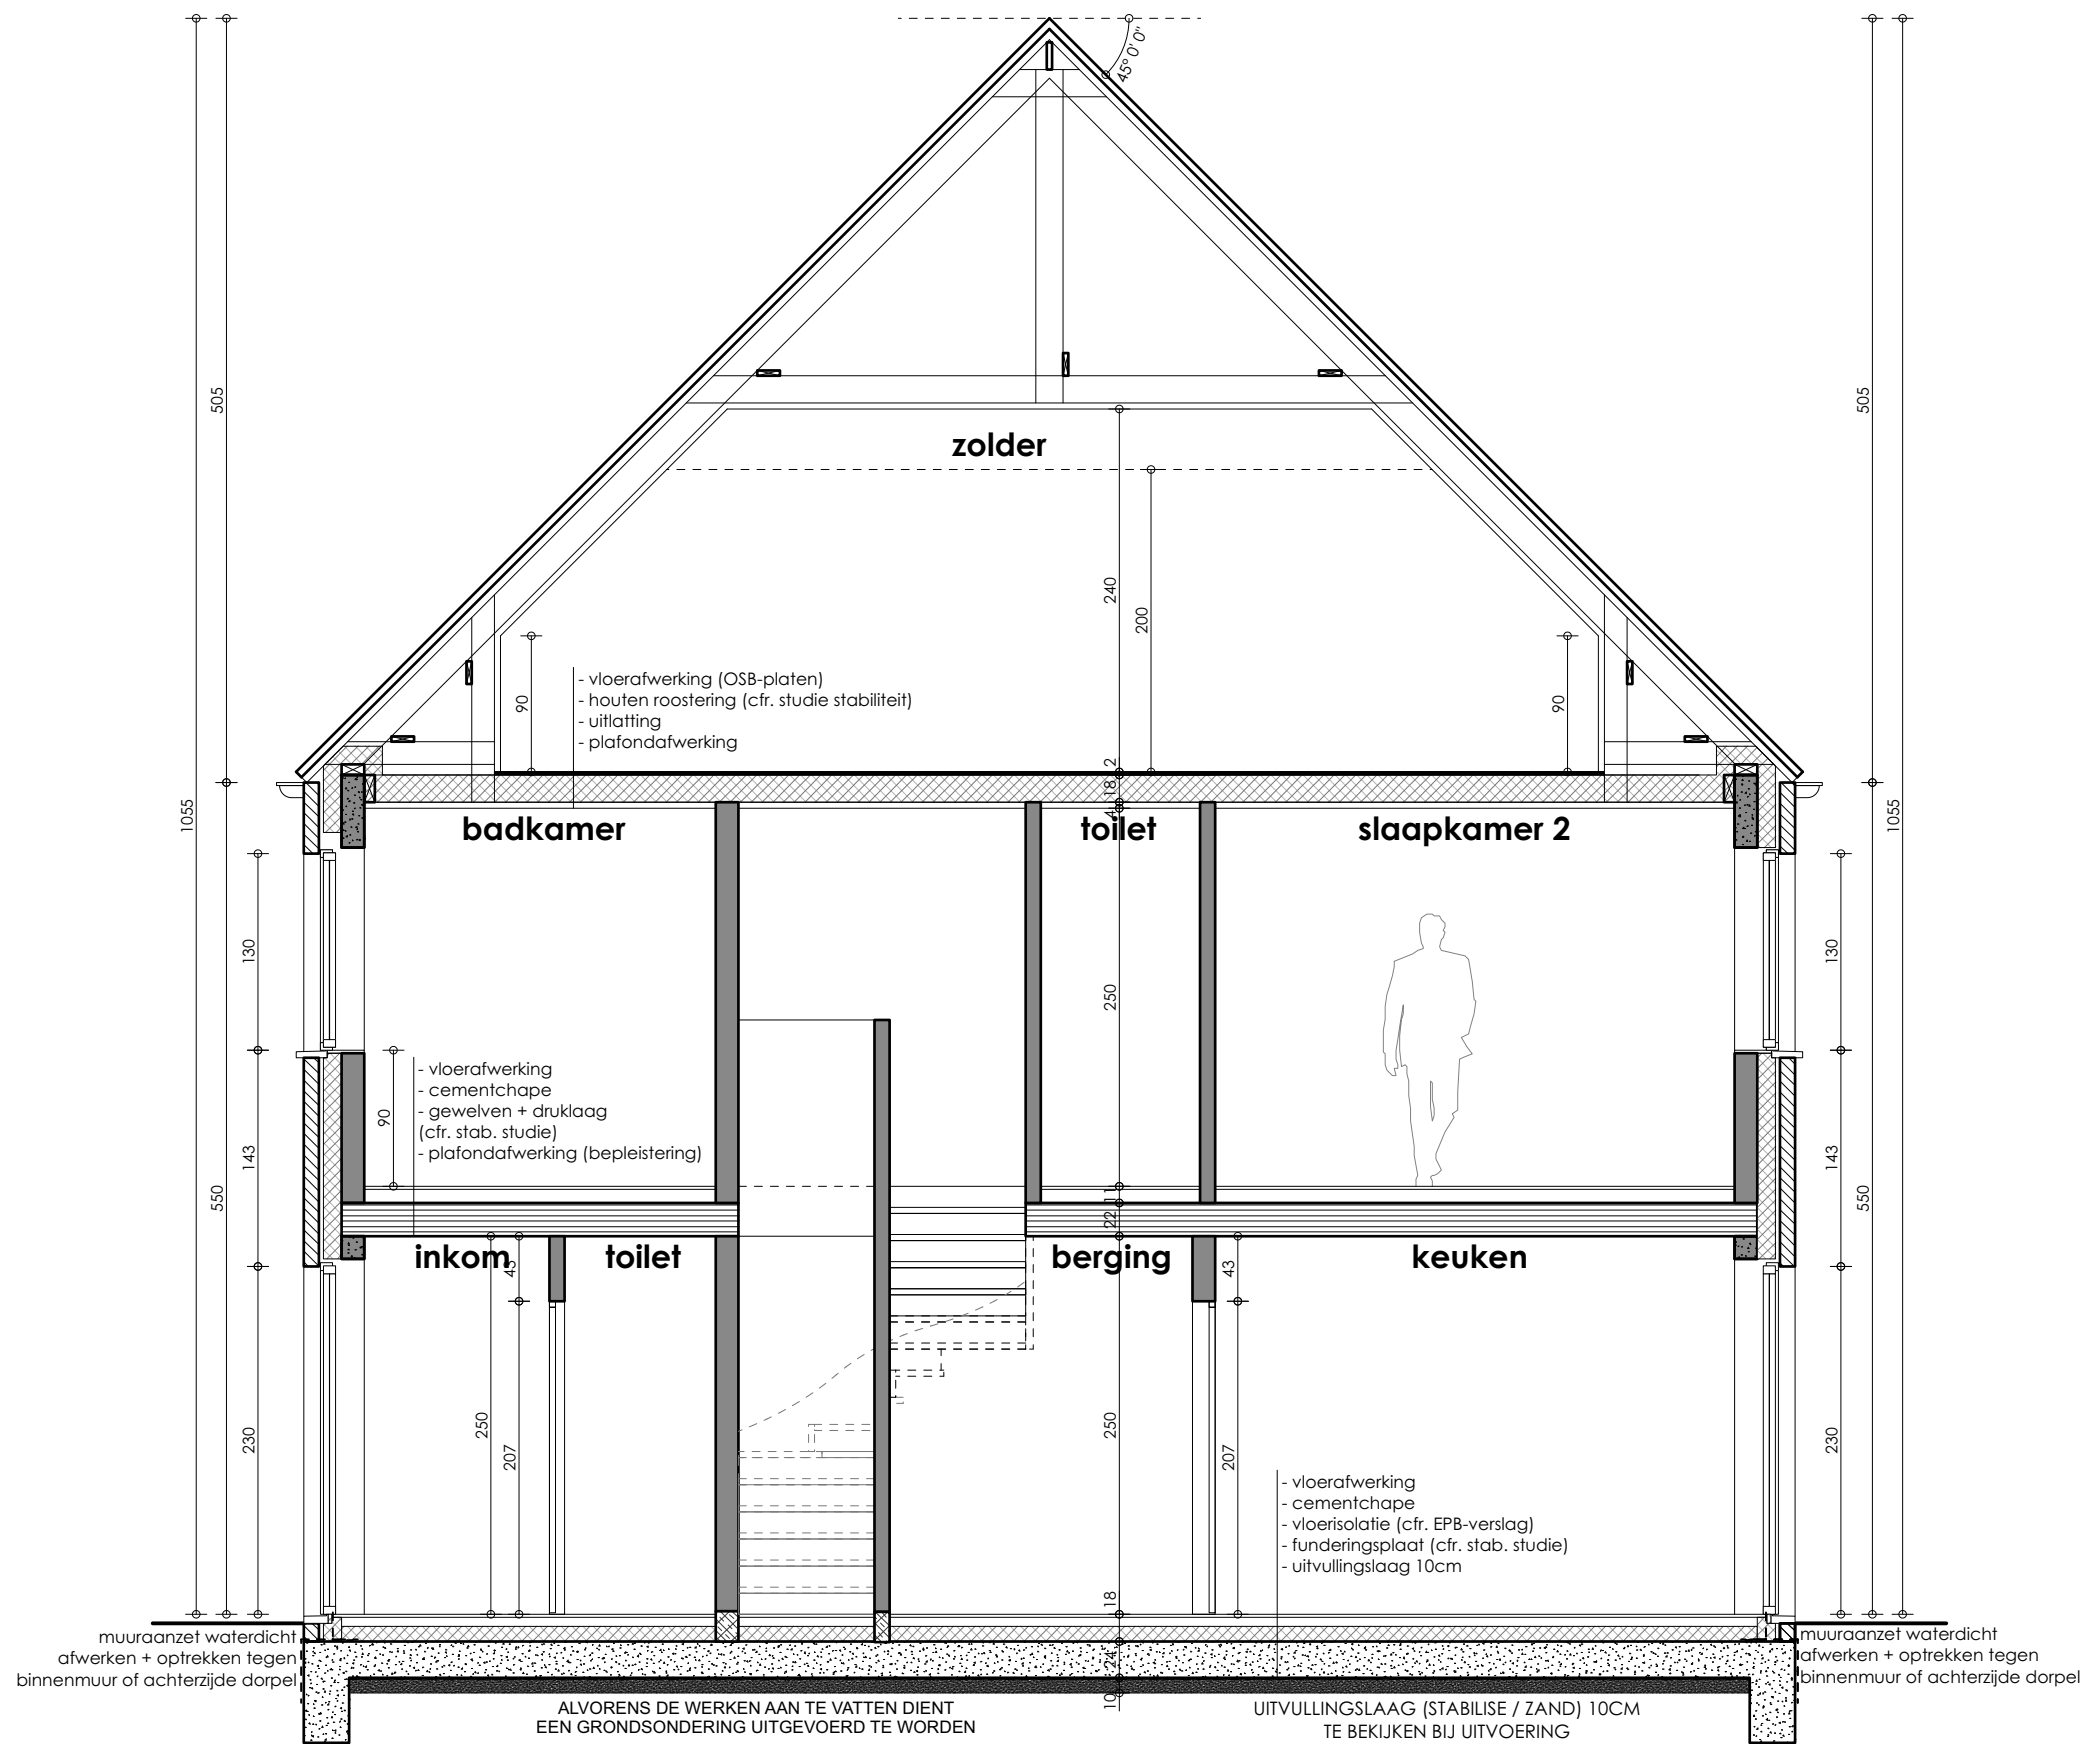 45° 0' 0"
505
505
zolder
240
200
90
90
- vloerafwerking (OSB-platen)
- houten roostering (cfr. studie stabiliteit)
- uitlatting
- plafondafwerking
2
18
4
1055
1055
badkamer
toilet
slaapkamer 2
130
130
250
90
- vloerafwerking
- cementchape
- gewelven + druklaag
(cfr. stab. studie)
- plafondafwerking (bepleistering)
143
143
550
550
11
22
inkom
toilet
berging
keuken
43
43
230
250
207
250
207
230
- vloerafwerking
- cementchape
- vloerisolatie (cfr. EPB-verslag)
- funderingsplaat (cfr. stab. studie)
- uitvullingslaag 10cm
18
muuraanzet waterdicht
afwerken + optrekken tegen
binnenmuur of achterzijde dorpel
24
muuraanzet waterdicht
afwerken + optrekken tegen
binnenmuur of achterzijde dorpel
10
ALVORENS DE WERKEN AAN TE VATTEN DIENT
EEN GRONDSONDERING UITGEVOERD TE WORDEN
UITVULLINGSLAAG (STABILISE / ZAND) 10CM
TE BEKIJKEN BIJ UITVOERING